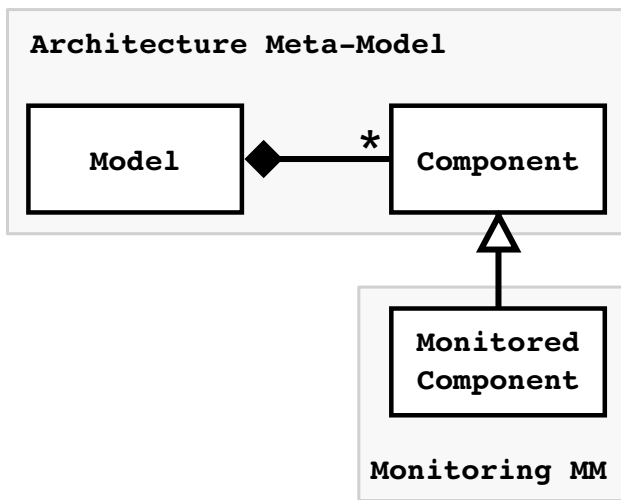 Architecture Meta-Model
Model
*
Component
Monitored
Component
Monitoring MM